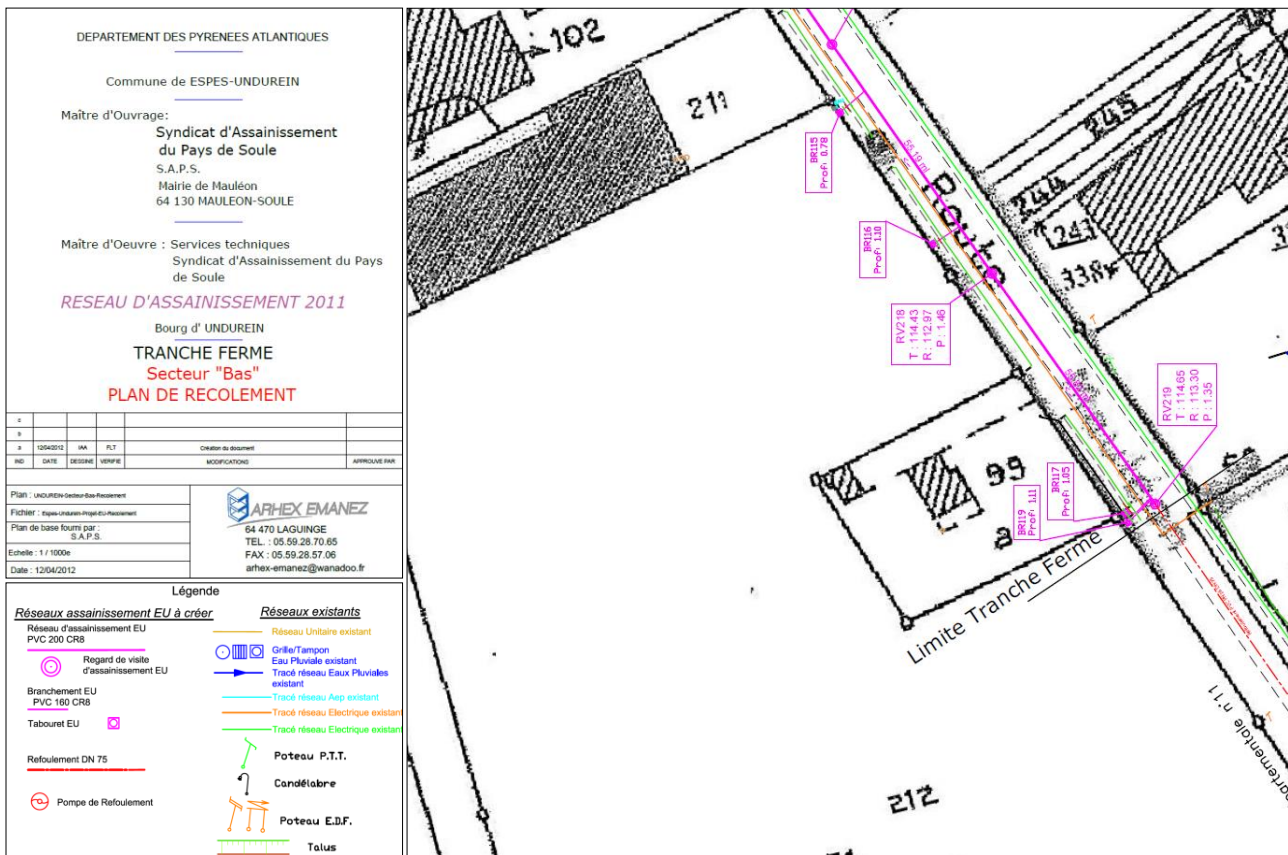 DEPARTEMENT DES PYRENEES ATLANTIQUES
Commune de ESPES-UNDUREIN
Maître d'Ouvrage:
Syndicat d'Assainissement
du Pays de Soule
S.A.P.S.
Mairie de Mauléon
64 130 MAULEON-SOULE
Maître d'Oeuvre : Services techniques
Syndicat d'Assainissement du Pays
de Soule
RESEAU D'ASSAINISSEMENT 2011
Bourg d' UNDUREIN
TRANCHE FERME
Secteur "Bas"
PLAN DE RECOLEMENT
12/04/2012 Création du document
IND DATE DESSINE VERIFIE MODIFICATIONS APPROUVE PAR
Plan : UNDUREIN-Secteur-Bas-Recolement
Fichier : Espes-Undurein-Projet-EU-Recolement
Plan de base fourni par :
S.A.P.S.
Echelle : 1 / 1000e
Date : 12/04/2012
ARHEX EMANEZ
64 470 LAGUINGE
TEL. : 05.59.28.70.65
FAX : 05.59.28.57.06
arhex-emanez@wanadoo.fr
Légende
Réseaux assainissement EU à créer
Réseau d'assainissement EU
PVC 200 CR8
Regard de visite
d'assainissement EU
Branchement EU
PVC 160 CR8
Tabouret EU
Refoulement DN 75
Pompe de Refoulement
Réseaux existants
Réseau Unitaire existant
Grille/Tampon
Eau Pluviale existant
Tracé réseau Eaux Pluviales
existant
Tracé réseau Aep existant
Tracé réseau Electrique existant
Tracé réseau Electrique existant
Poteau P.T.T.
Candélabre
Poteau E.D.F.
Talus
102
211
BR115
Prof: 0.78
55.19 ml
Route
245
244
1243
338
BR116
Prof: 1.10
RV218
T : 114.43
R : 112.97
P : 1.46
RV219
T : 114.65
R : 113.30
P : 1.35
99
a
BR117
Prof: 1.05
BR119
Prof: 1.11
Limite Tranche Ferme
212
partementale n°11